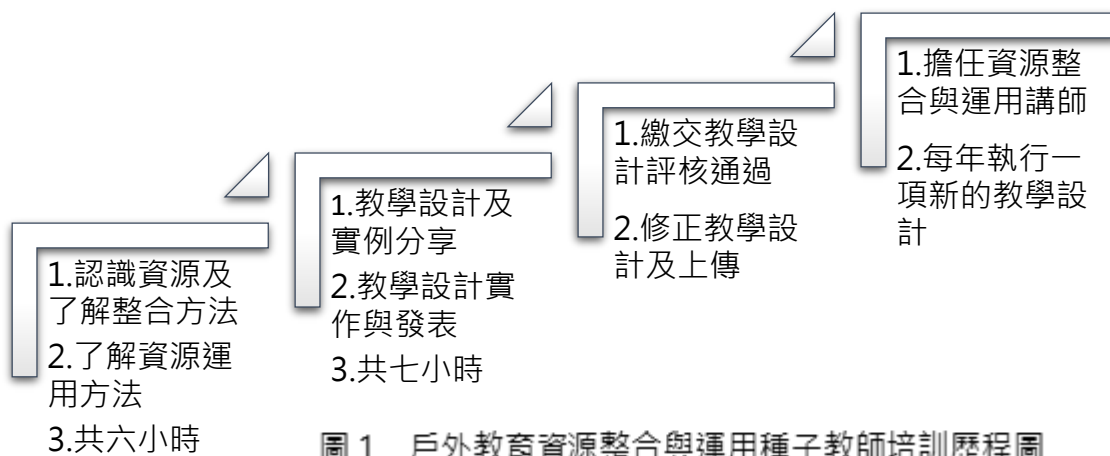 1.認識資源及
了解整合方法
2.了解資源運
用方法
3.共六小時
1.教學設計及
實例分享
2.教學設計實
作與發表
3.共七小時
1.繳交教學設
計評核通過
2.修正教學設
計及上傳
1.擔任資源整
合與運用講師
2.每年執行一
項新的教學設
計
圖 1 戶外教育資源整合與運用種子教師培訓歷程圖